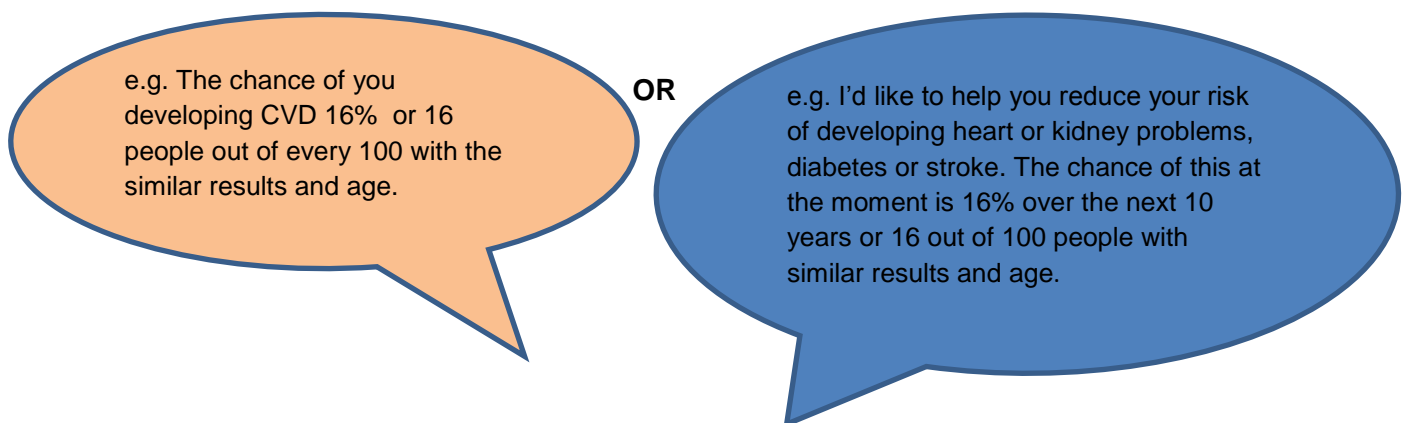 e.g. The chance of you
developing CVD 16%  or 16
people out of every 100 with the
similar results and age.
OR
e.g. I’d like to help you reduce your risk
of developing heart or kidney problems,
diabetes or stroke. The chance of this at
the moment is 16% over the next 10
years or 16 out of 100 people with
similar results and age.